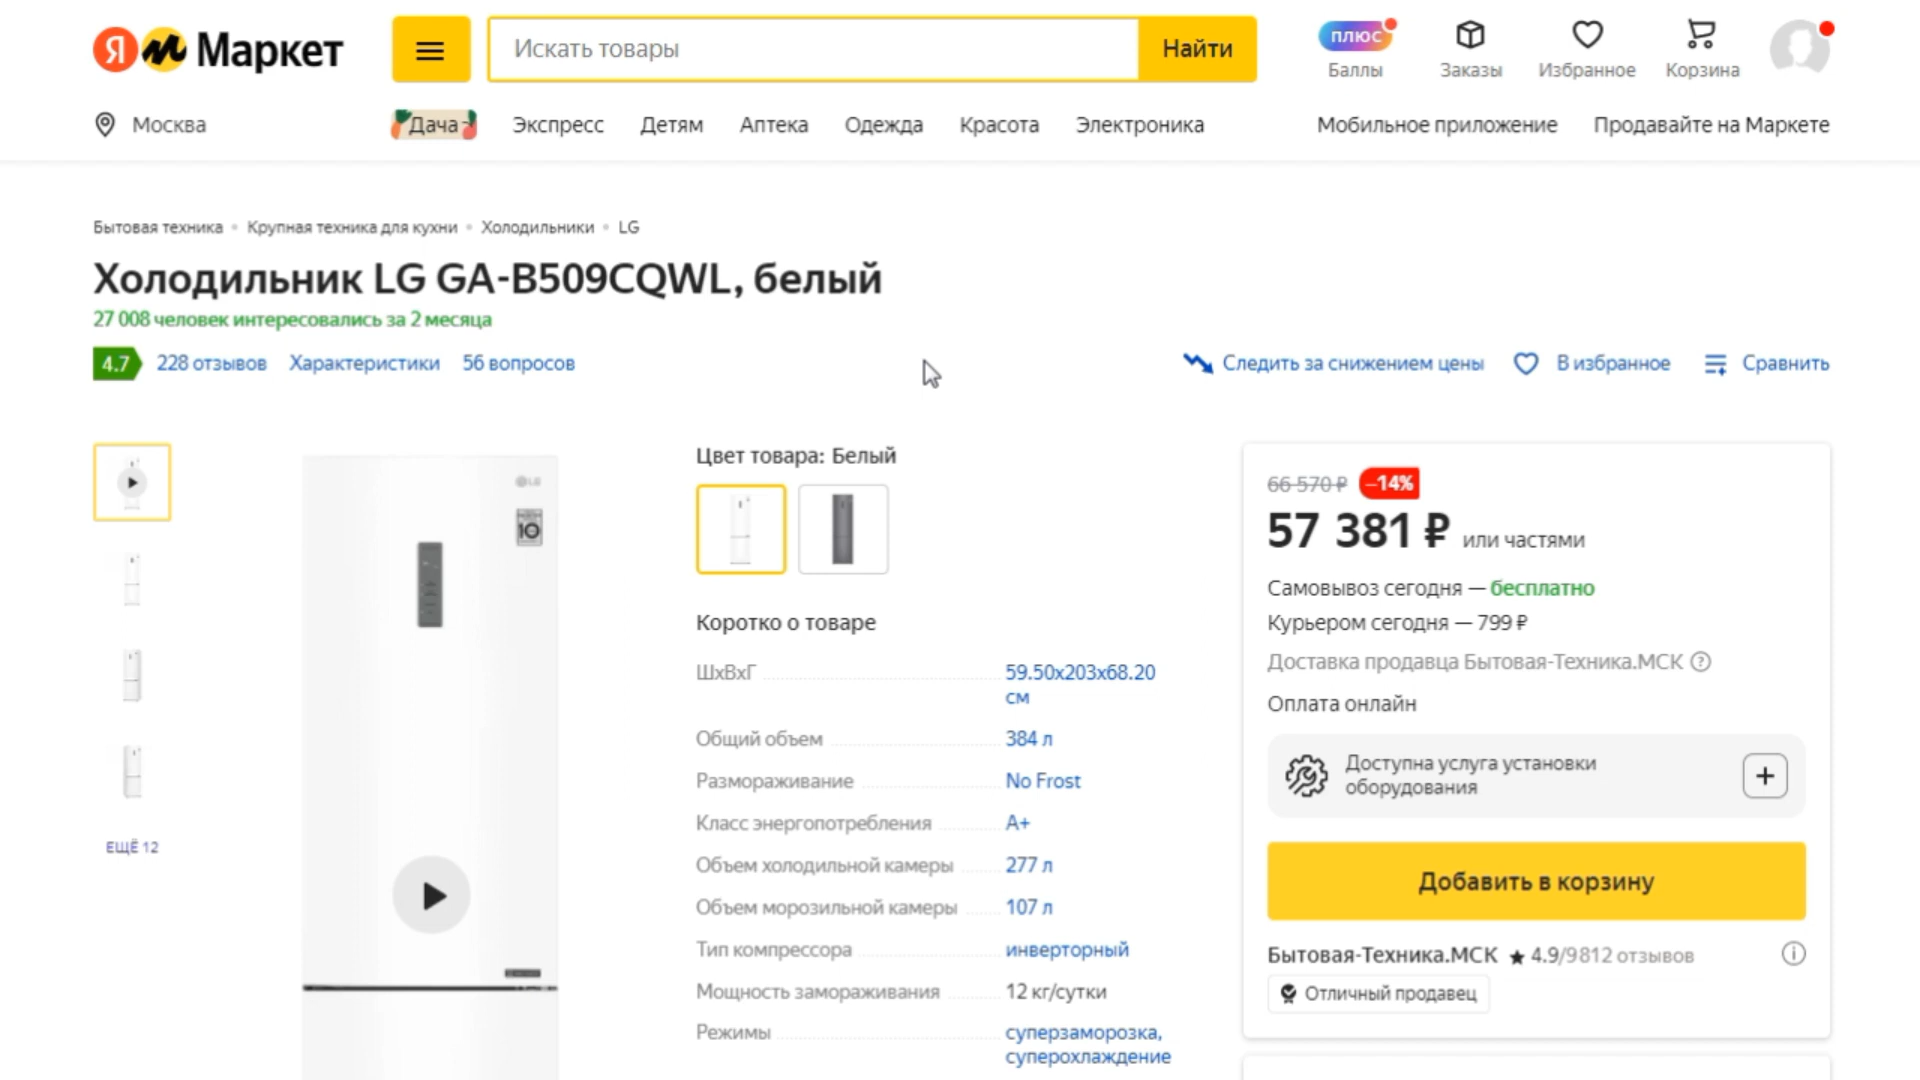 Я Маркет
Искать товары
Найти
плюс
Баллы
Заказы
Избранное
Корзина
Москва
Дача
Экспресс
Детям
Аптека
Одежда
Красота
Электроника
Мобильное приложение
Продавайте на Маркете
Бытовая техника • Крупная техника для кухни • Холодильники • LG
Холодильник LG GA-B509CQWL, белый
27 008 человек интересовались за 2 месяца
4.7 228 отзывов Характеристики 56 вопросов
Следить за снижением цены
В избранное
Сравнить
ЕЩЁ 12
LG
10
Цвет товара: Белый
Коротко о товаре
ШхВхГ 59.50х203х68.20
см
Общий объем 384 л
Размораживание No Frost
Класс энергопотребления A+
Объем холодильной камеры 277 л
Объем морозильной камеры 107 л
Тип компрессора инверторный
Мощность замораживания 12 кг/сутки
Режимы суперзаморозка,
суперохлаждение
66 570 ₽ –14%
57 381 ₽ или частями
Самовывоз сегодня — бесплатно
Курьером сегодня — 799 ₽
Доставка продавца Бытовая-Техника.МСК
Оплата онлайн
Доступна услуга установки
оборудования
Добавить в корзину
Бытовая-Техника.МСК ★ 4.9/9812 отзывов
Отличный продавец